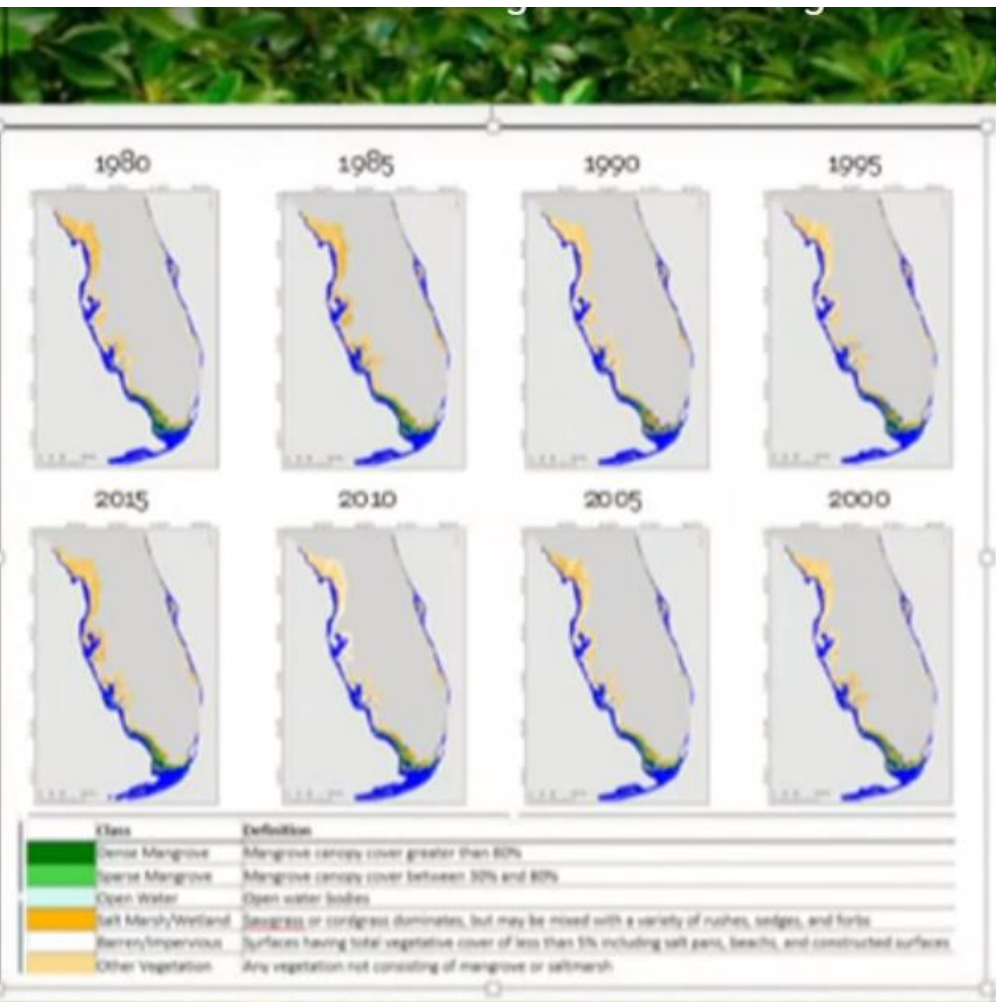 1980 1985 1990 1995
2015 2010 2005 2000
Class Definition
Dense Mangrove Mangrove canopy cover greater than 80%
Sparse Mangrove Mangrove canopy cover between 30% and 80%
Open Water Open water bodies
Salt Marsh/Wetland Sawgrass or cordgrass dominates, but may be mixed with a variety of rushes, sedges, and forbs
Barren/Impervious Surfaces having total vegetative cover of less than 5% including salt pans, beachs, and constructed surfaces
Other Vegetation Any vegetation not consisting of mangrove or saltmarsh